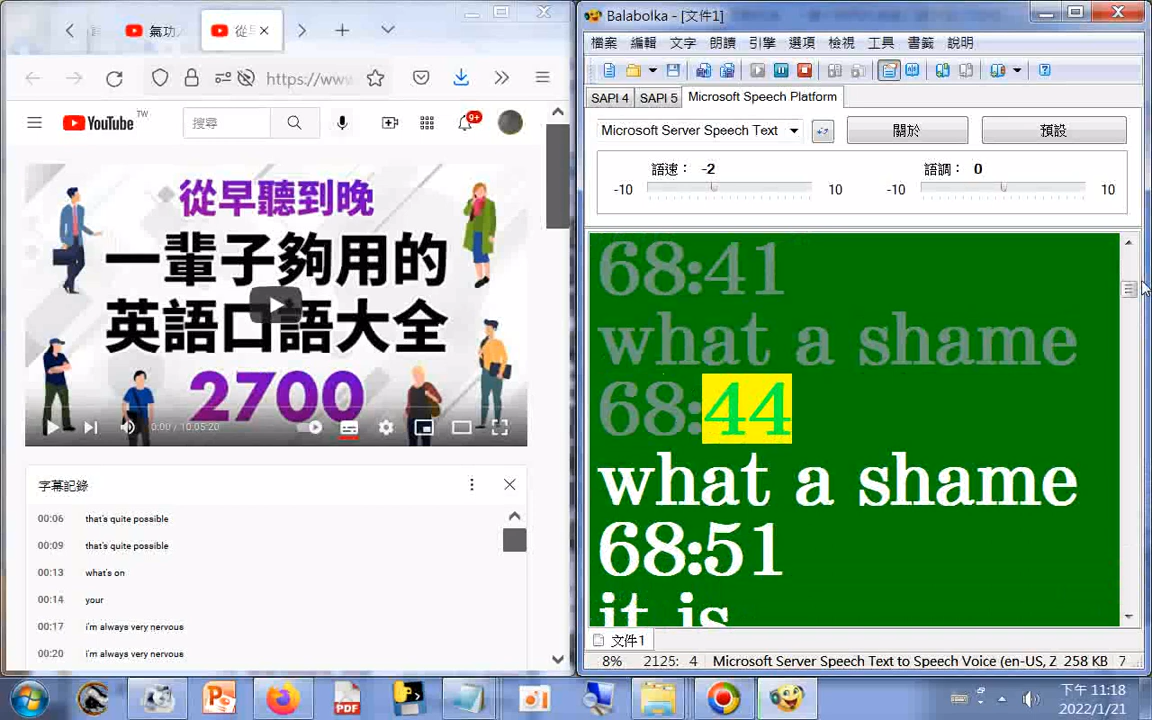 氣功
從
https://www
YouTube TW
搜尋
9+
從早聽到晚
一輩子夠用的
英語口語大全
2700
0:00 / 10:05:20
字幕記錄
00:06 that's quite possible
00:09 that's quite possible
00:13 what's on
00:14 your
00:17 i'm always very nervous
00:20 i'm always very nervous
Balabolka - [文件1]
檔案 編輯 文字 朗讀 引擎 選項 檢視 工具 書籤 說明
SAPI 4 SAPI 5 Microsoft Speech Platform
Microsoft Server Speech Text 關於 預設
語速： -2 語調： 0
-10 10 -10 10
68:41
what a shame
68:44
what a shame
68:51
it is
文件1
8% 2125: 4 Microsoft Server Speech Text to Speech Voice (en-US, Z 258 KB 7
PDF
下午 11:18
2022/1/21